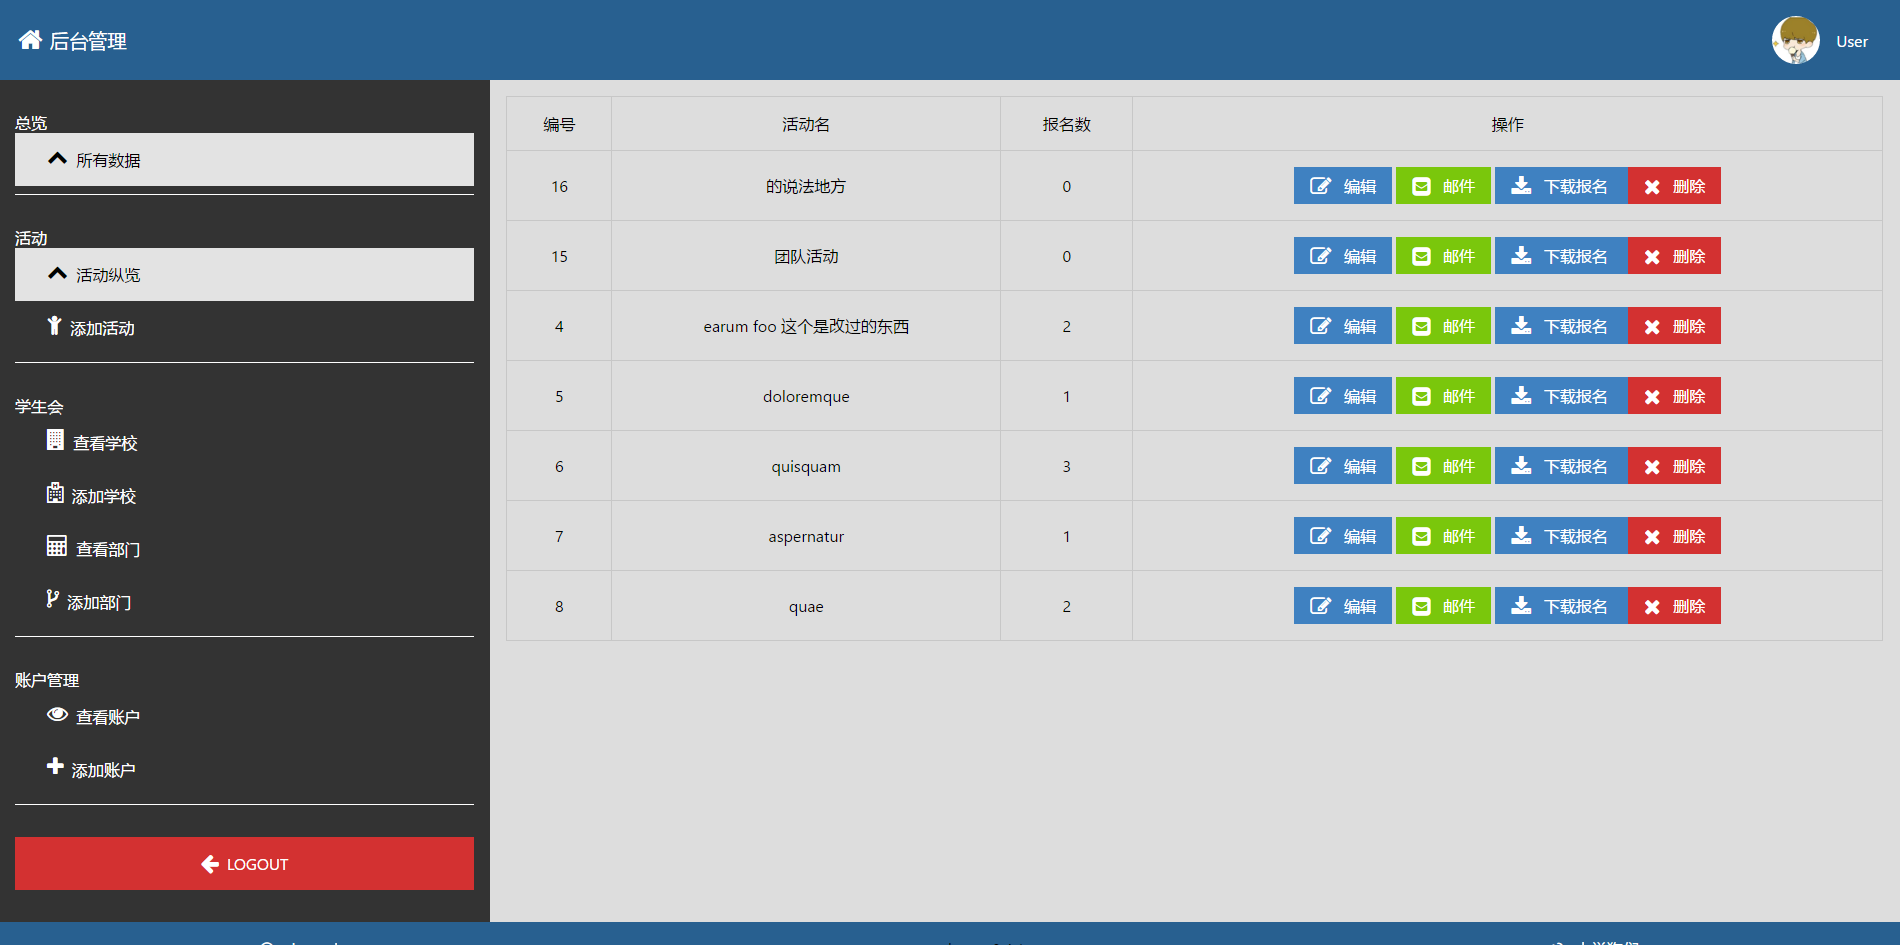 后台管理
User
总览
所有数据
活动
活动纵览
添加活动
学生会
查看学校
添加学校
查看部门
添加部门
账户管理
查看账户
添加账户
LOGOUT
编号 活动名 报名数 操作
16 的说法地方 0 编辑 邮件 下载报名 删除
15 团队活动 0 编辑 邮件 下载报名 删除
4 earum foo 这个是改过的东西 2 编辑 邮件 下载报名 删除
5 doloremque 1 编辑 邮件 下载报名 删除
6 quisquam 3 编辑 邮件 下载报名 删除
7 aspernatur 1 编辑 邮件 下载报名 删除
8 quae 2 编辑 邮件 下载报名 删除